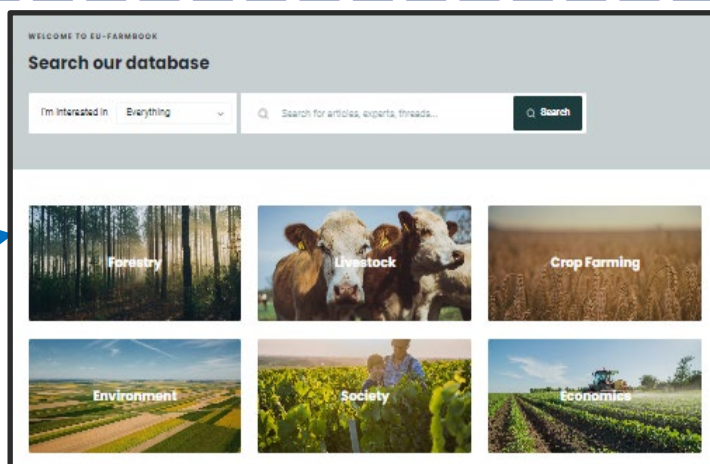 WELCOME TO EU-FARMBOOK
Search our database
I'm interested in Everything Search for articles, experts, threads... Search
Forestry Livestock Crop Farming
Environment Society Economics